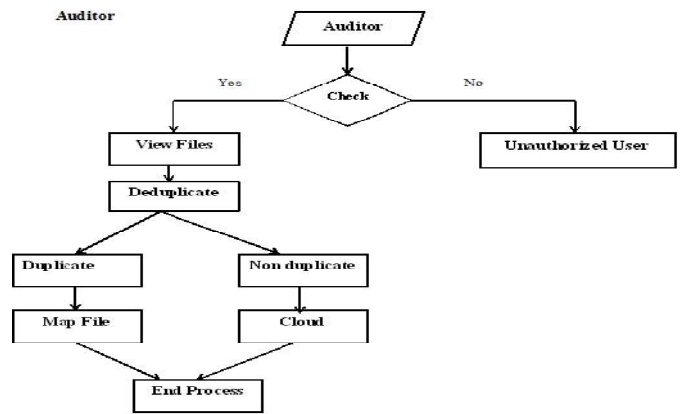 Auditor
Auditor
Yes
No
Check
View Files
Unauthorized User
Deduplicate
Duplicate
Non duplicate
Map File
Cloud
End Process